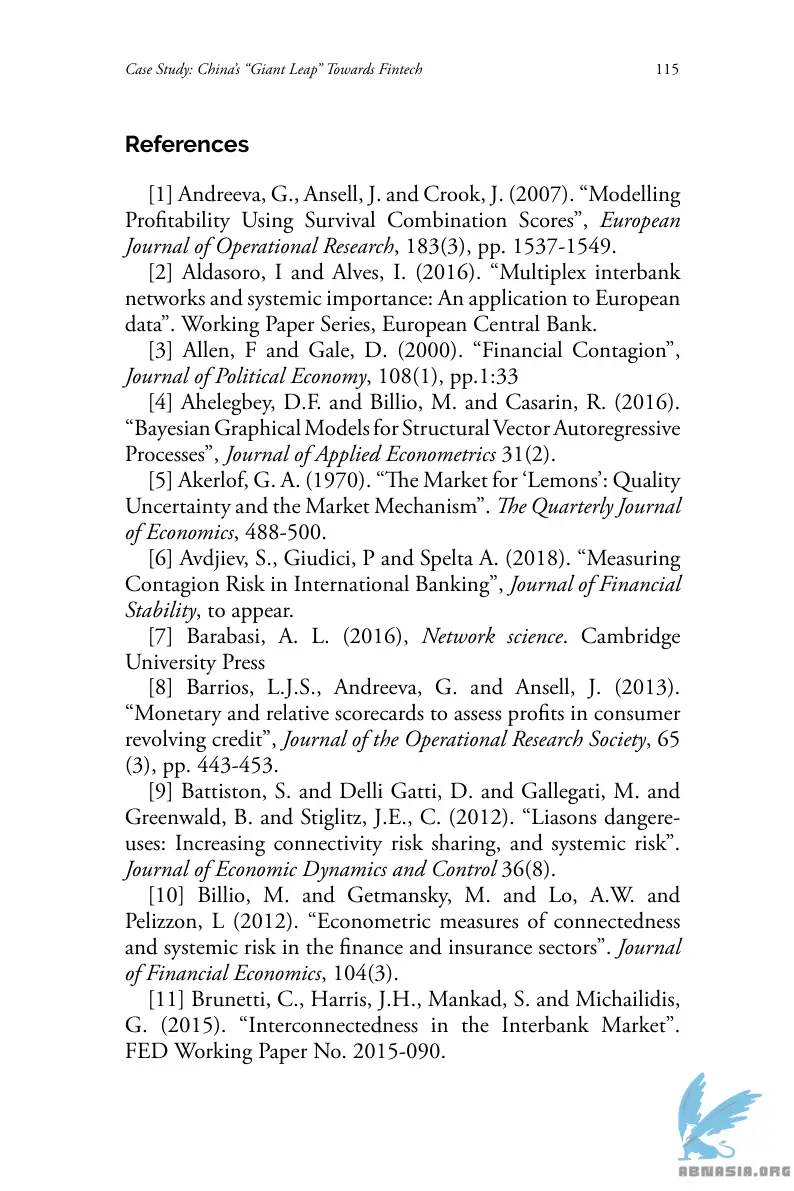 Case Study: China’s “Giant Leap” Towards Fintech 115
References
[1] Andreeva, G., Ansell, J. and Crook, J. (2007). “Modelling
Profitability Using Survival Combination Scores”, European
Journal of Operational Research, 183(3), pp. 1537-1549.
[2] Aldasoro, I and Alves, I. (2016). “Multiplex interbank
networks and systemic importance: An application to European
data”. Working Paper Series, European Central Bank.
[3] Allen, F and Gale, D. (2000). “Financial Contagion”,
Journal of Political Economy, 108(1), pp.1:33
[4] Ahelegbey, D.F. and Billio, M. and Casarin, R. (2016).
“Bayesian Graphical Models for Structural Vector Autoregressive
Processes”, Journal of Applied Econometrics 31(2).
[5] Akerlof, G. A. (1970). “The Market for ‘Lemons’: Quality
Uncertainty and the Market Mechanism”. The Quarterly Journal
of Economics, 488-500.
[6] Avdjiev, S., Giudici, P and Spelta A. (2018). “Measuring
Contagion Risk in International Banking”, Journal of Financial
Stability, to appear.
[7] Barabasi, A. L. (2016), Network science. Cambridge
University Press
[8] Barrios, L.J.S., Andreeva, G. and Ansell, J. (2013).
“Monetary and relative scorecards to assess profits in consumer
revolving credit”, Journal of the Operational Research Society, 65
(3), pp. 443-453.
[9] Battiston, S. and Delli Gatti, D. and Gallegati, M. and
Greenwald, B. and Stiglitz, J.E., C. (2012). “Liasons dangere-
uses: Increasing connectivity risk sharing, and systemic risk”.
Journal of Economic Dynamics and Control 36(8).
[10] Billio, M. and Getmansky, M. and Lo, A.W. and
Pelizzon, L (2012). “Econometric measures of connectedness
and systemic risk in the finance and insurance sectors”. Journal
of Financial Economics, 104(3).
[11] Brunetti, C., Harris, J.H., Mankad, S. and Michailidis,
G. (2015). “Interconnectedness in the Interbank Market”.
FED Working Paper No. 2015-090.
ABNASIA.ORG